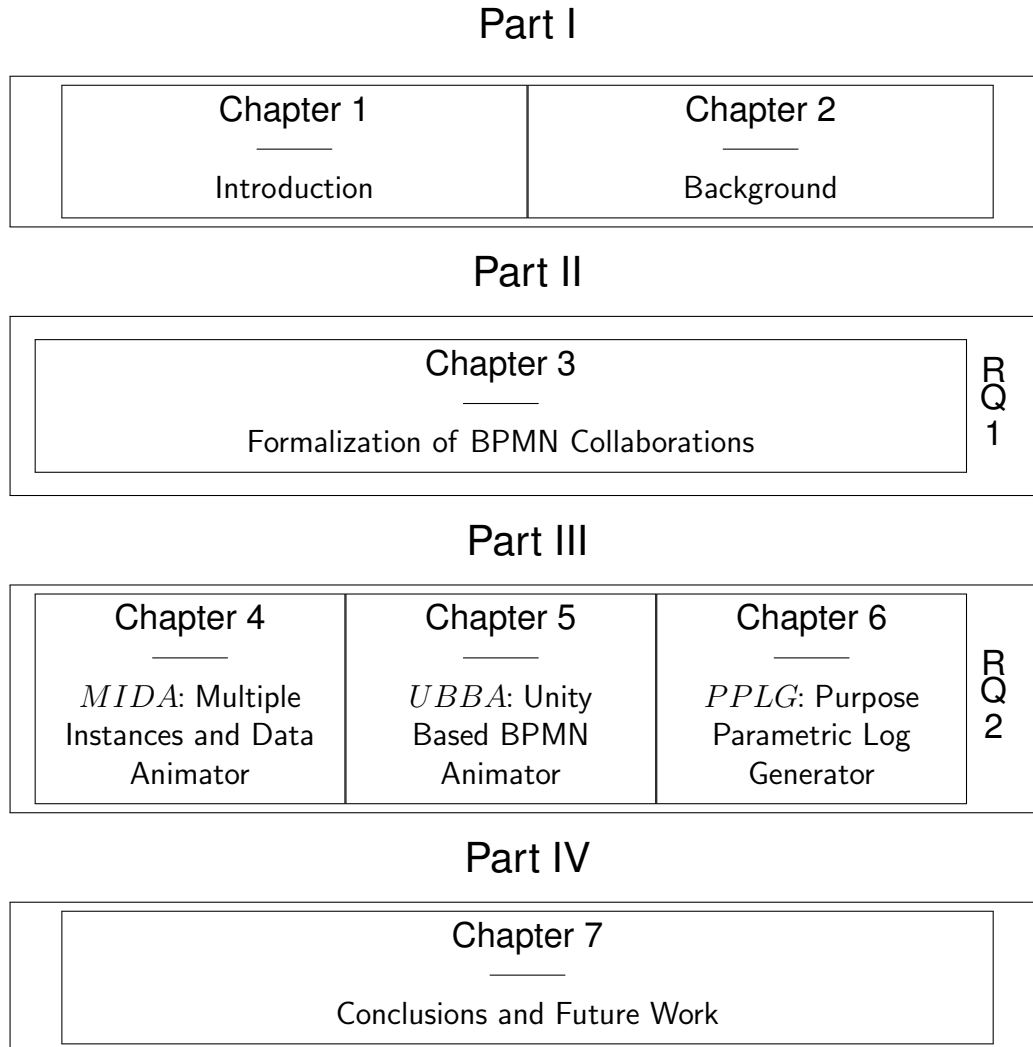 Part I
Chapter 1
Introduction
Chapter 2
Background
Part II
Chapter 3
Formalization of BPMN Collaborations
R
Q
1
Part III
Chapter 4
MIDA: Multiple
Instances and Data
Animator
Chapter 5
UBBA: Unity
Based BPMN
Animator
Chapter 6
PPLG: Purpose
Parametric Log
Generator
R
Q
2
Part IV
Chapter 7
Conclusions and Future Work